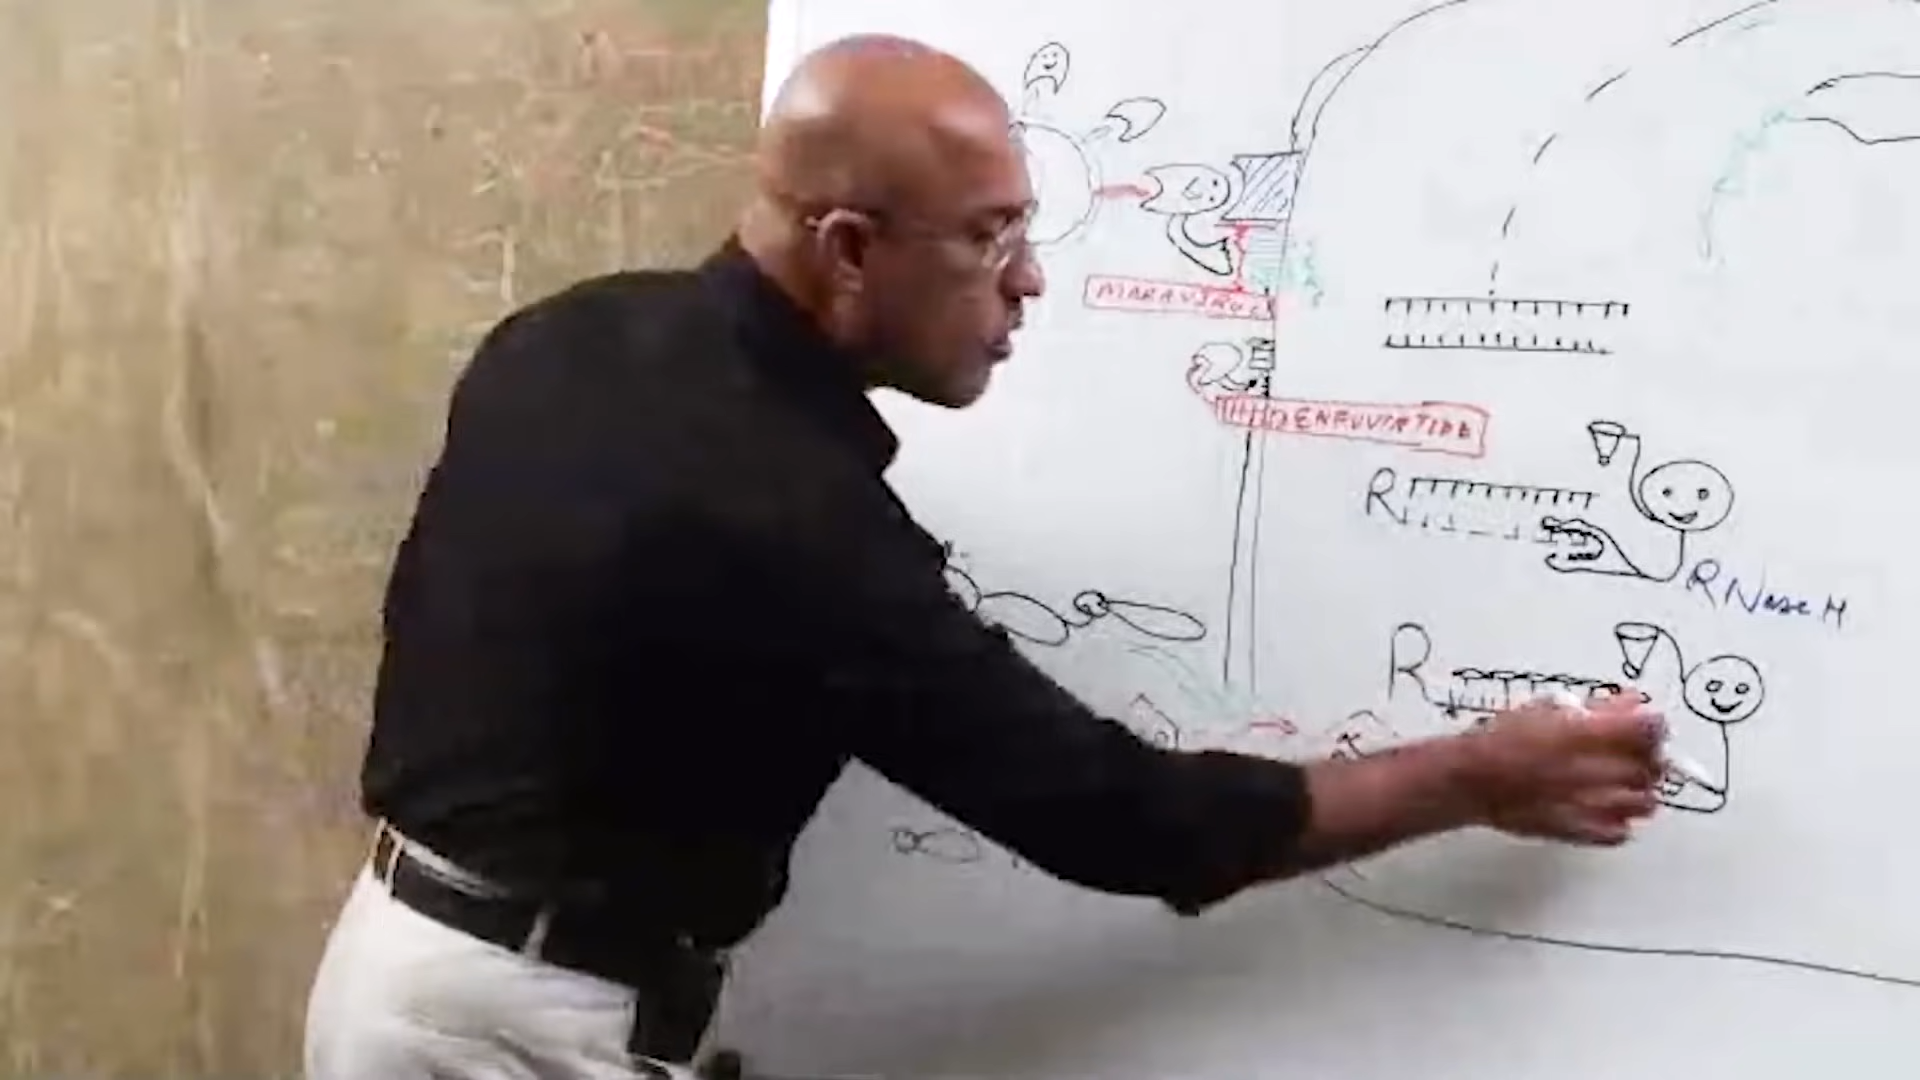 MARAVIROC
ENFUVIRTIDE
R
RNase H
R